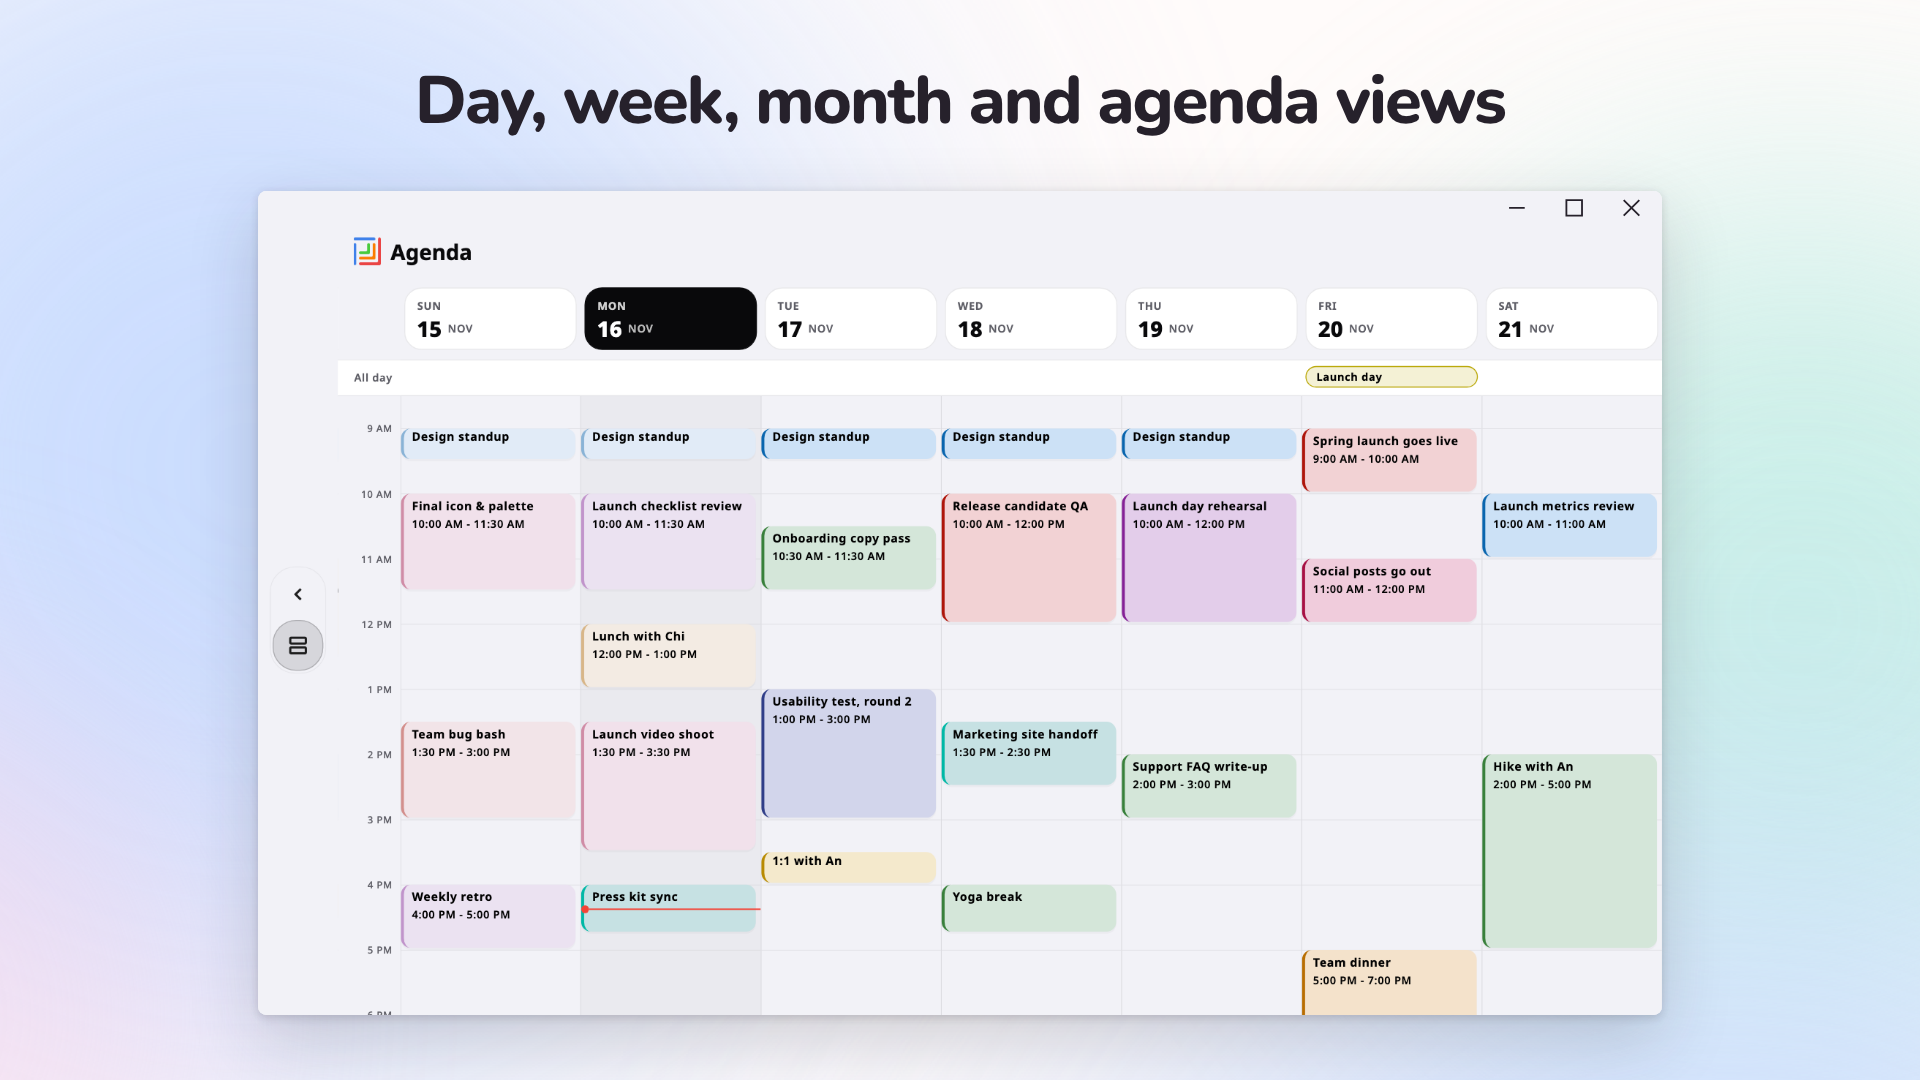 Day, week, month and agenda views
Agenda
SUN
15 NOV
MON
16 NOV
TUE
17 NOV
WED
18 NOV
THU
19 NOV
FRI
20 NOV
SAT
21 NOV
All day
Launch day
9 AM
10 AM
11 AM
12 PM
1 PM
2 PM
3 PM
4 PM
5 PM
6 PM
Design standup
Final icon & palette
10:00 AM - 11:30 AM
Team bug bash
1:30 PM - 3:00 PM
Weekly retro
4:00 PM - 5:00 PM
Design standup
Launch checklist review
10:00 AM - 11:30 AM
Lunch with Chi
12:00 PM - 1:00 PM
Launch video shoot
1:30 PM - 3:30 PM
Press kit sync
Design standup
Onboarding copy pass
10:30 AM - 11:30 AM
Usability test, round 2
1:00 PM - 3:00 PM
1:1 with An
Design standup
Release candidate QA
10:00 AM - 12:00 PM
Marketing site handoff
1:30 PM - 2:30 PM
Yoga break
Design standup
Launch day rehearsal
10:00 AM - 12:00 PM
Support FAQ write-up
2:00 PM - 3:00 PM
Spring launch goes live
9:00 AM - 10:00 AM
Social posts go out
11:00 AM - 12:00 PM
Team dinner
5:00 PM - 7:00 PM
Launch metrics review
10:00 AM - 11:00 AM
Hike with An
2:00 PM - 5:00 PM